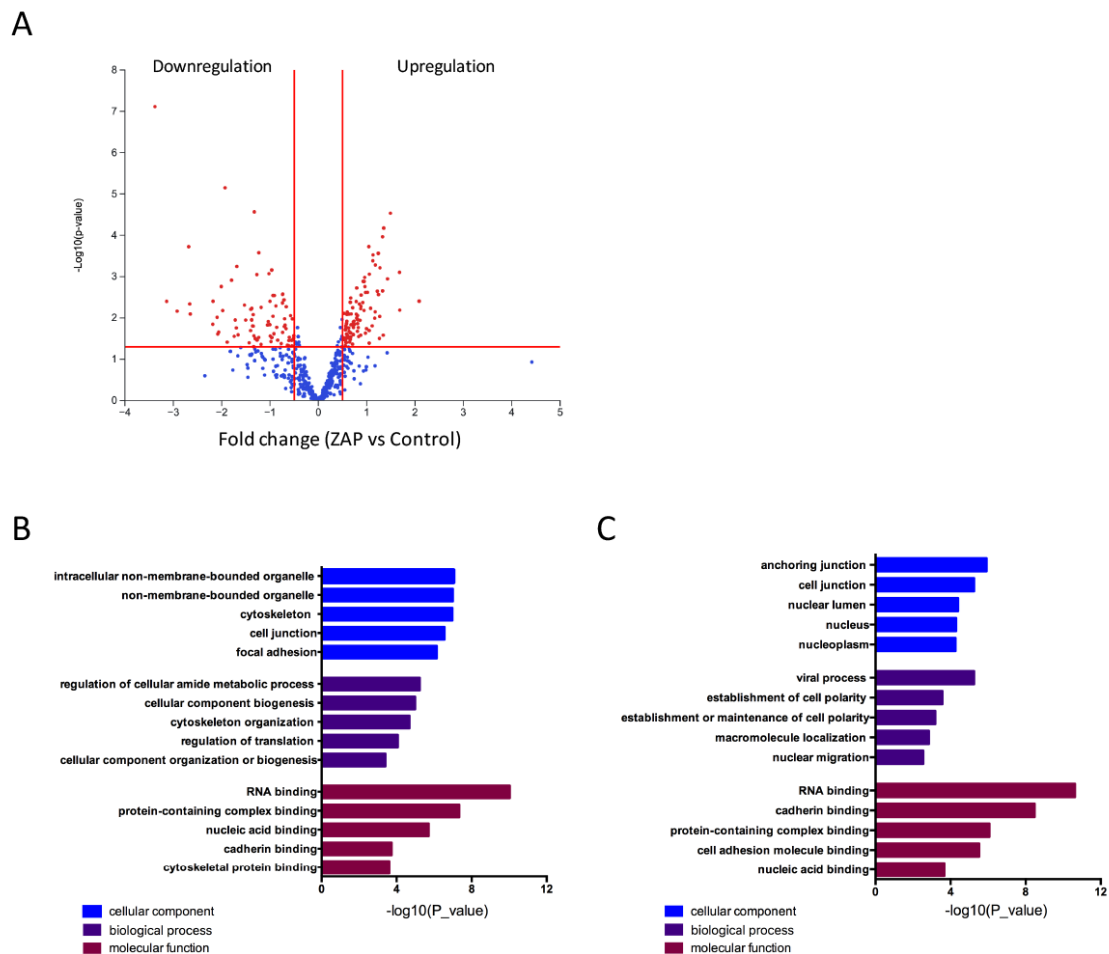 A
Downregulation
Upregulation
8
7
6
5
4
3
2
1
0
-Log10(p-value)
−4
−3
−2
−1
0
1
2
3
4
5
Fold change (ZAP vs Control)
B
intracellular non-membrane-bounded organelle
non-membrane-bounded organelle
cytoskeleton
cell junction
focal adhesion
regulation of cellular amide metabolic process
cellular component biogenesis
cytoskeleton organization
regulation of translation
cellular component organization or biogenesis
RNA binding
protein-containing complex binding
nucleic acid binding
cadherin binding
cytoskeletal protein binding
0
4
8
12
-log10(P_value)
cellular component
biological process
molecular function
C
anchoring junction
cell junction
nuclear lumen
nucleus
nucleoplasm
viral process
establishment of cell polarity
establishment or maintenance of cell polarity
macromolecule localization
nuclear migration
RNA binding
cadherin binding
protein-containing complex binding
cell adhesion molecule binding
nucleic acid binding
0
4
8
12
-log10(P_value)
cellular component
biological process
molecular function